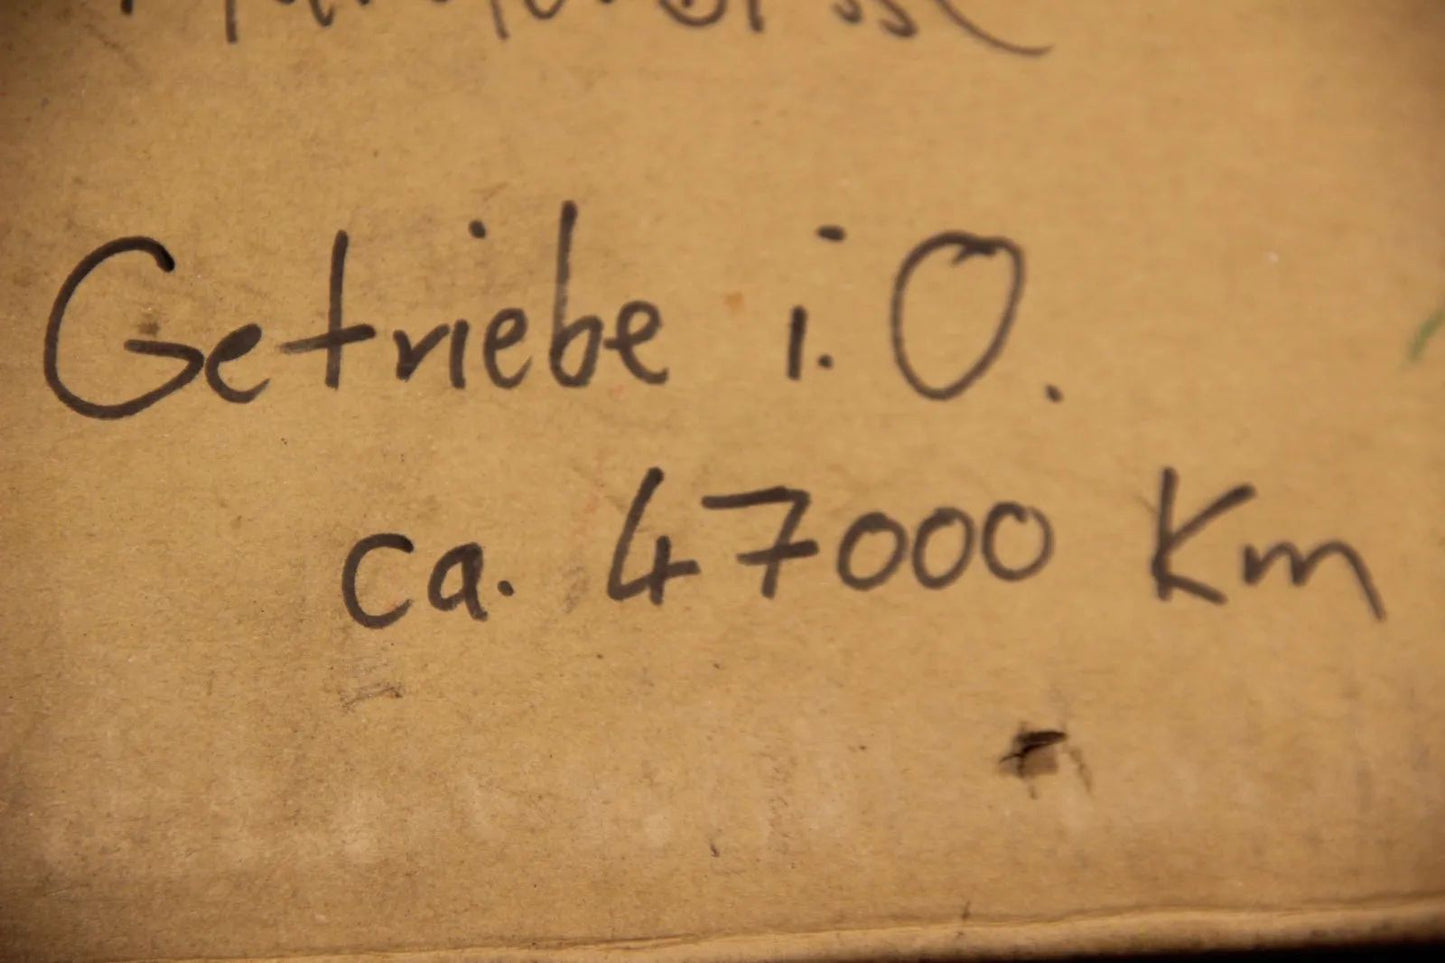 Getriebe i.O.
ca. 47000 Km